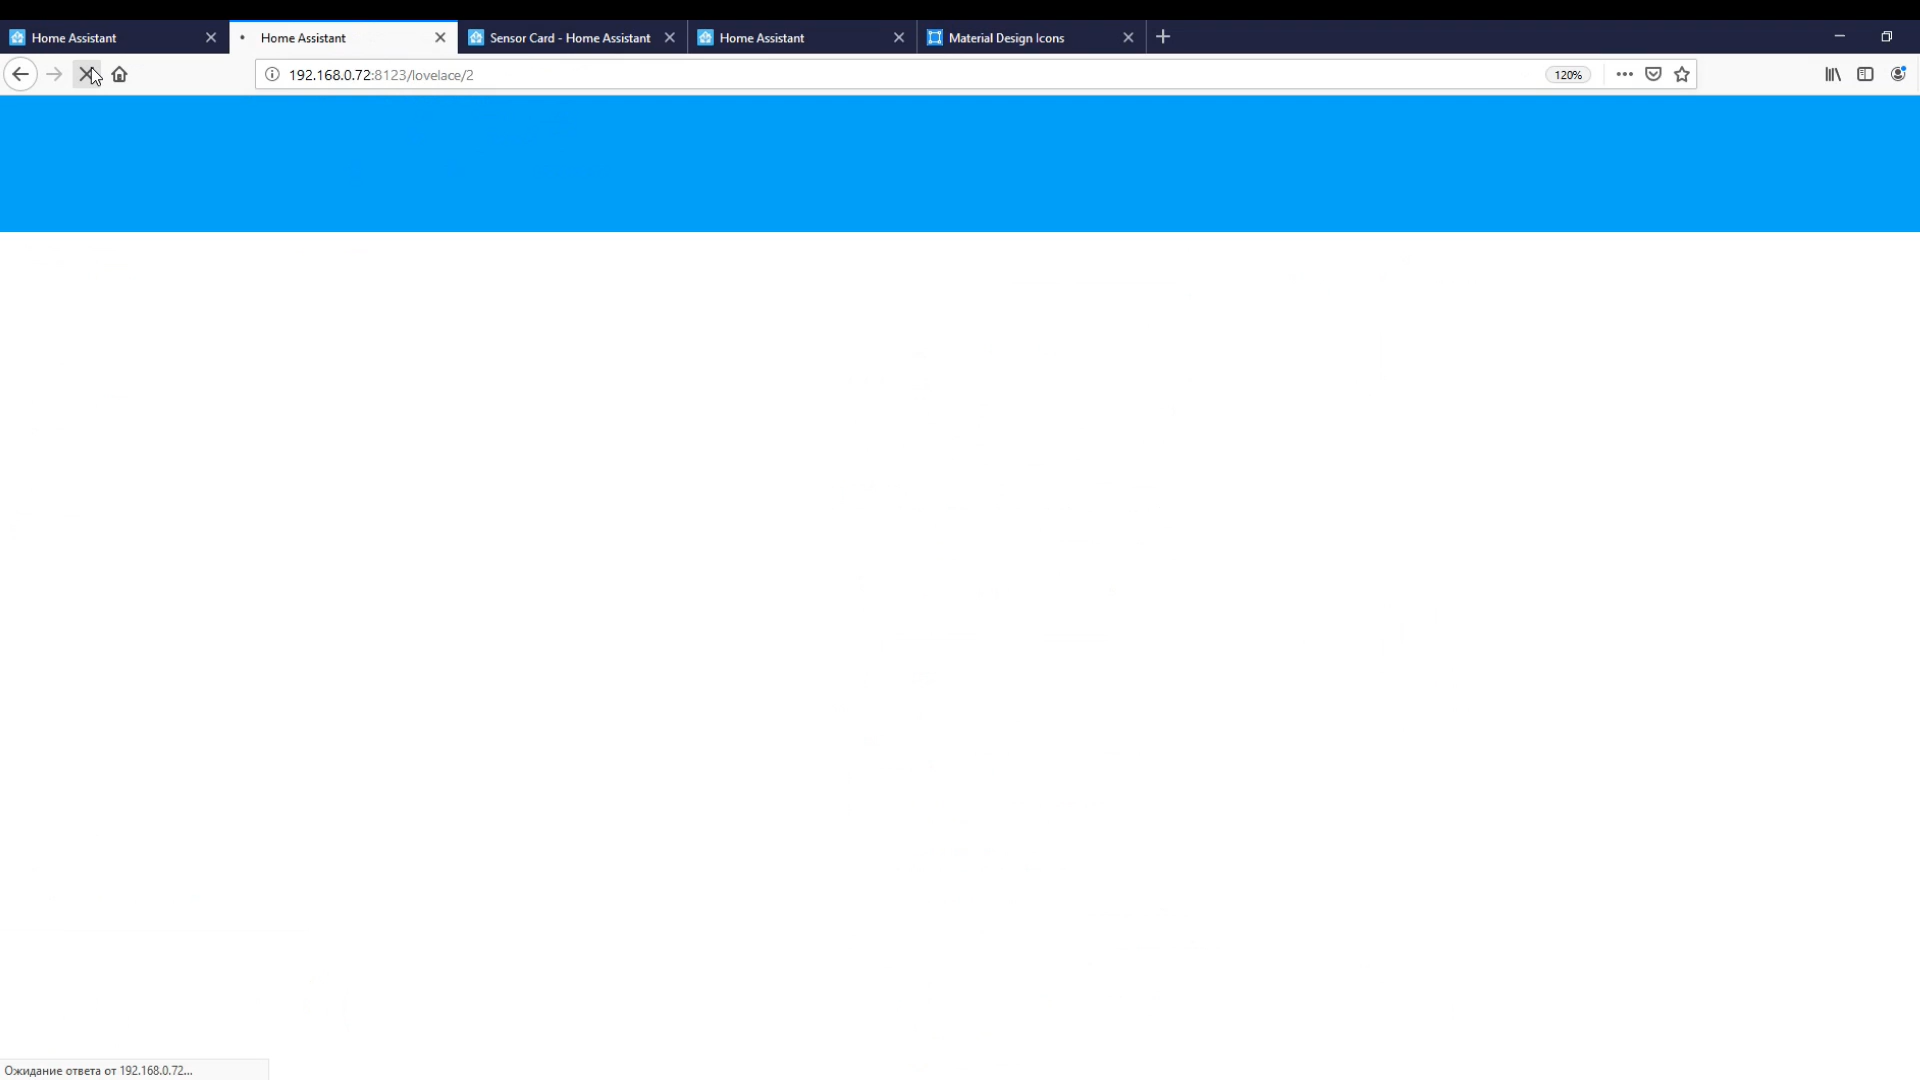 Home Assistant
Home Assistant
Sensor Card - Home Assistant
Home Assistant
Material Design Icons
192.168.0.72:8123/lovelace/2
120%
Ожидание ответа от 192.168.0.72...